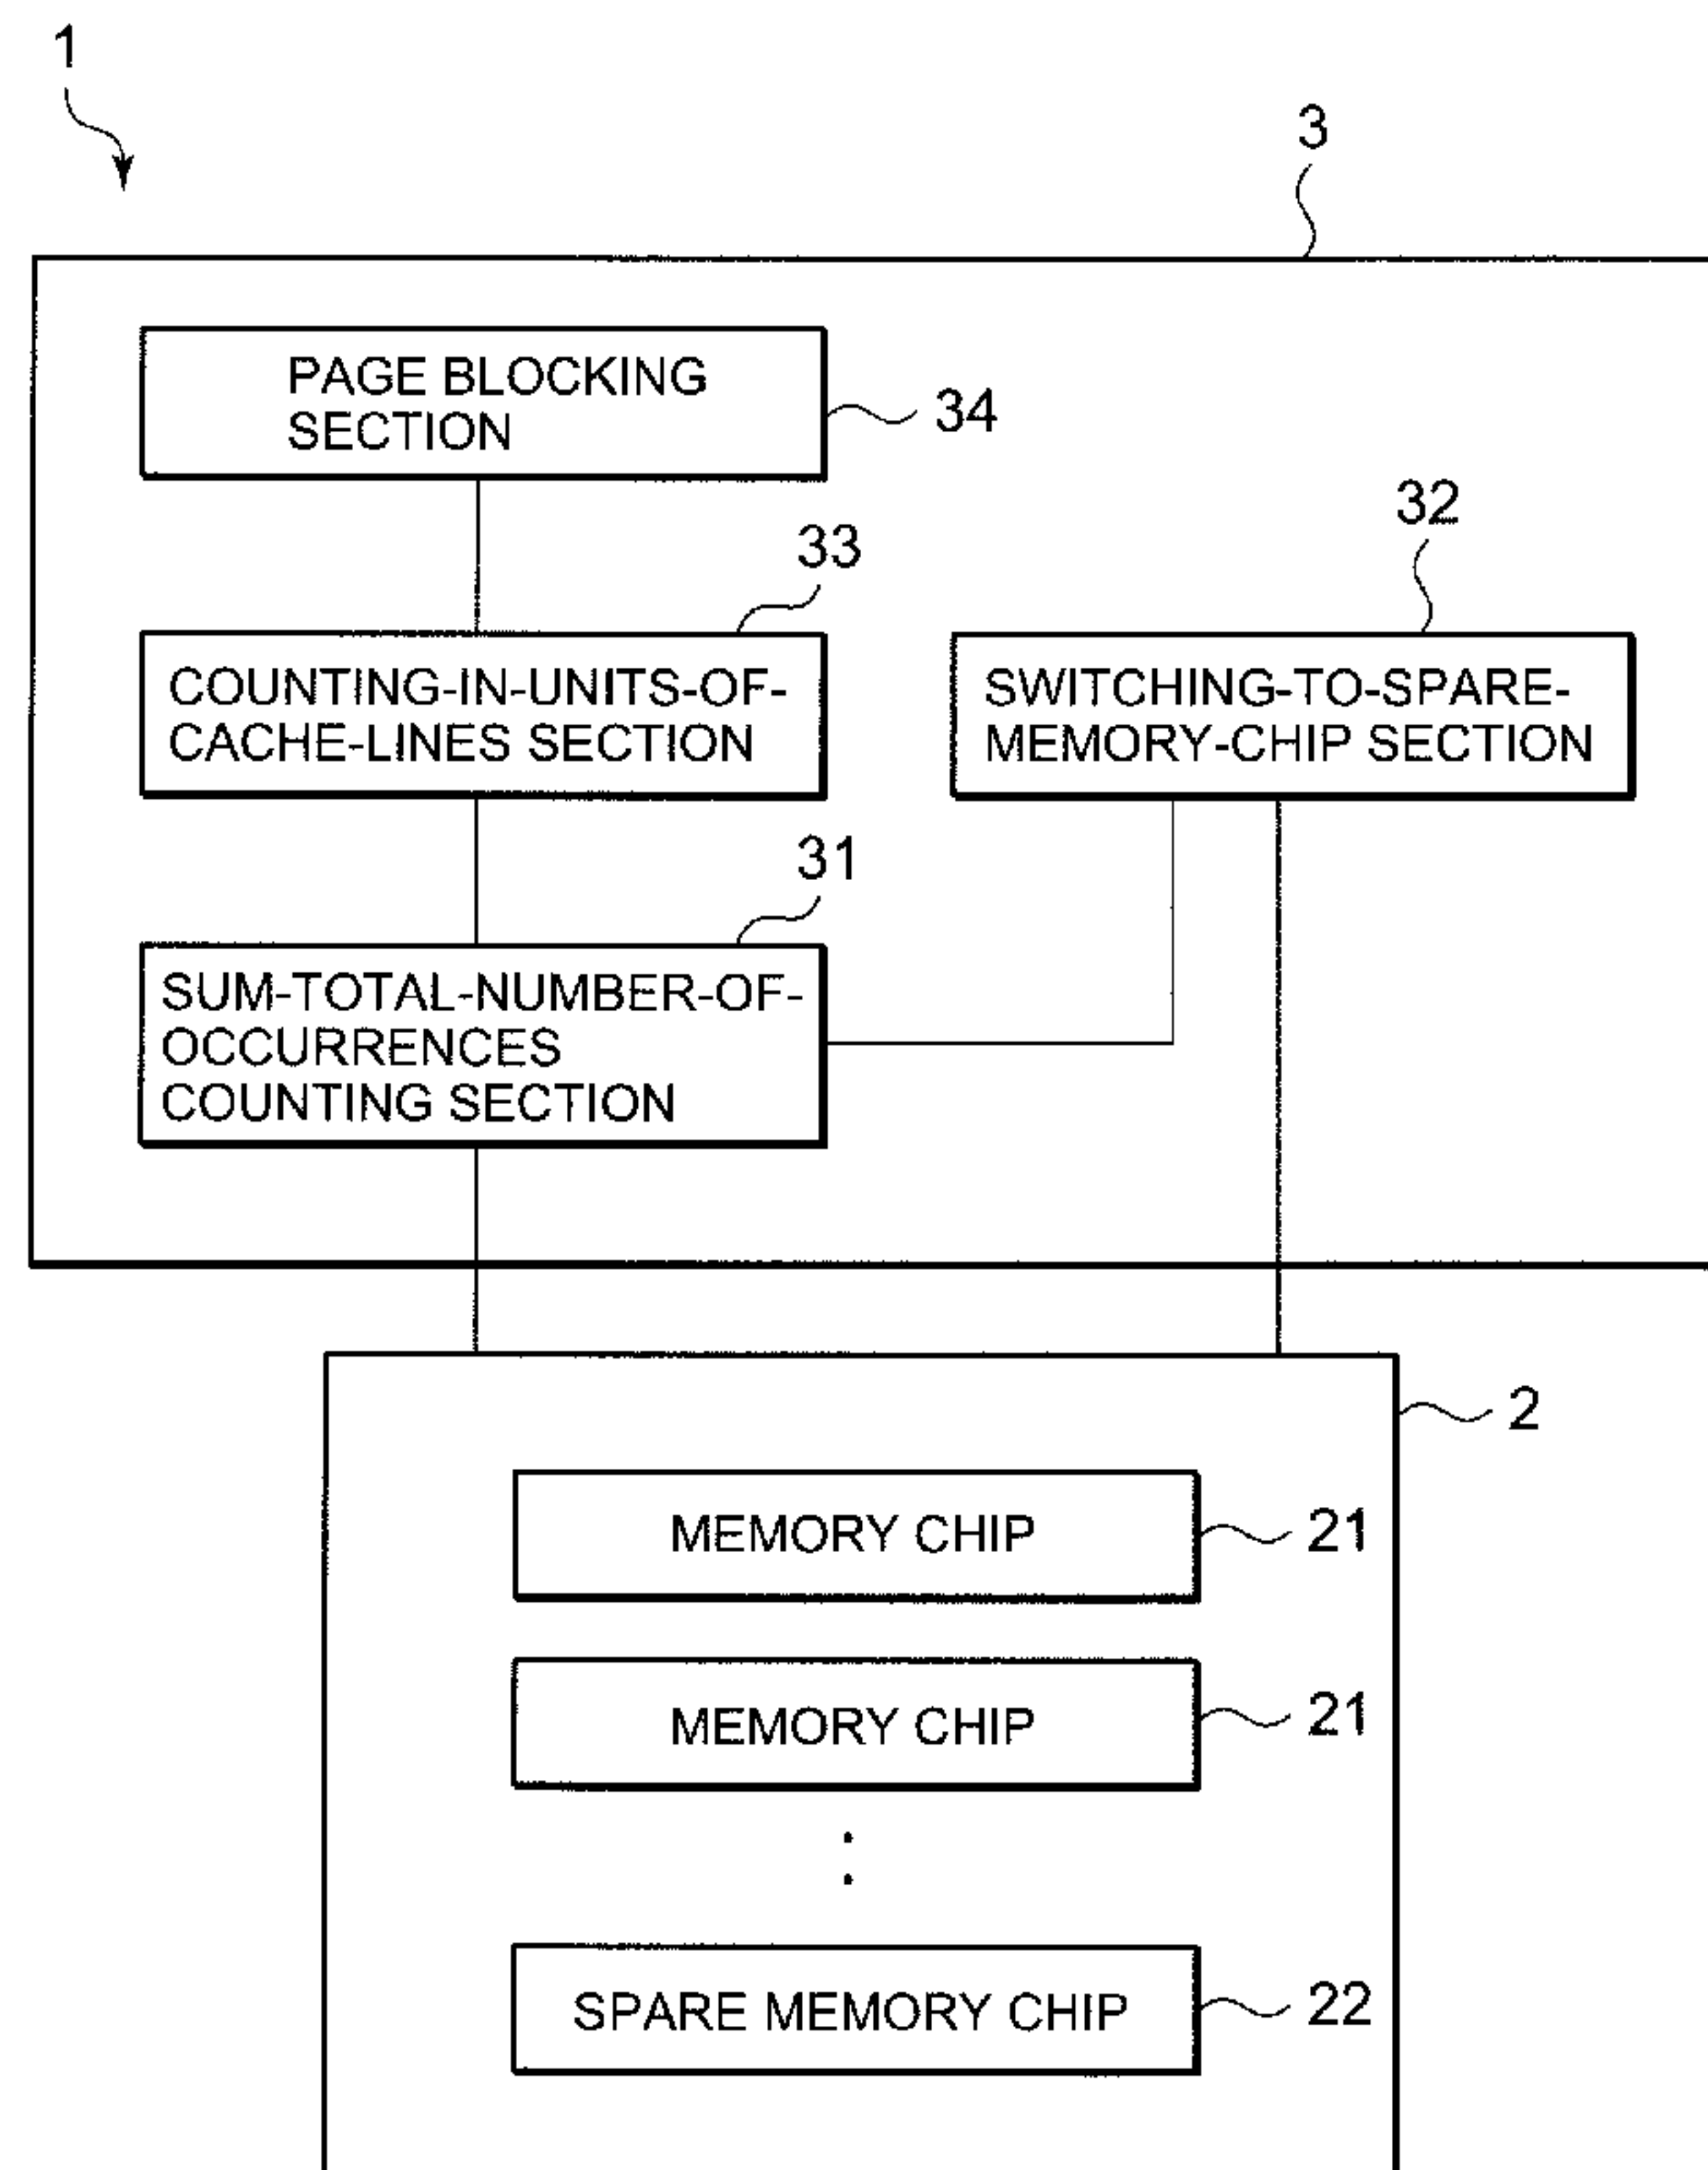 1
3
PAGE BLOCKING
SECTION
34
33
32
COUNTING-IN-UNITS-OF-
CACHE-LINES SECTION
SWITCHING-TO-SPARE-
MEMORY-CHIP SECTION
31
SUM-TOTAL-NUMBER-OF-
OCCURRENCES
COUNTING SECTION
2
MEMORY CHIP
21
MEMORY CHIP
21
SPARE MEMORY CHIP
22